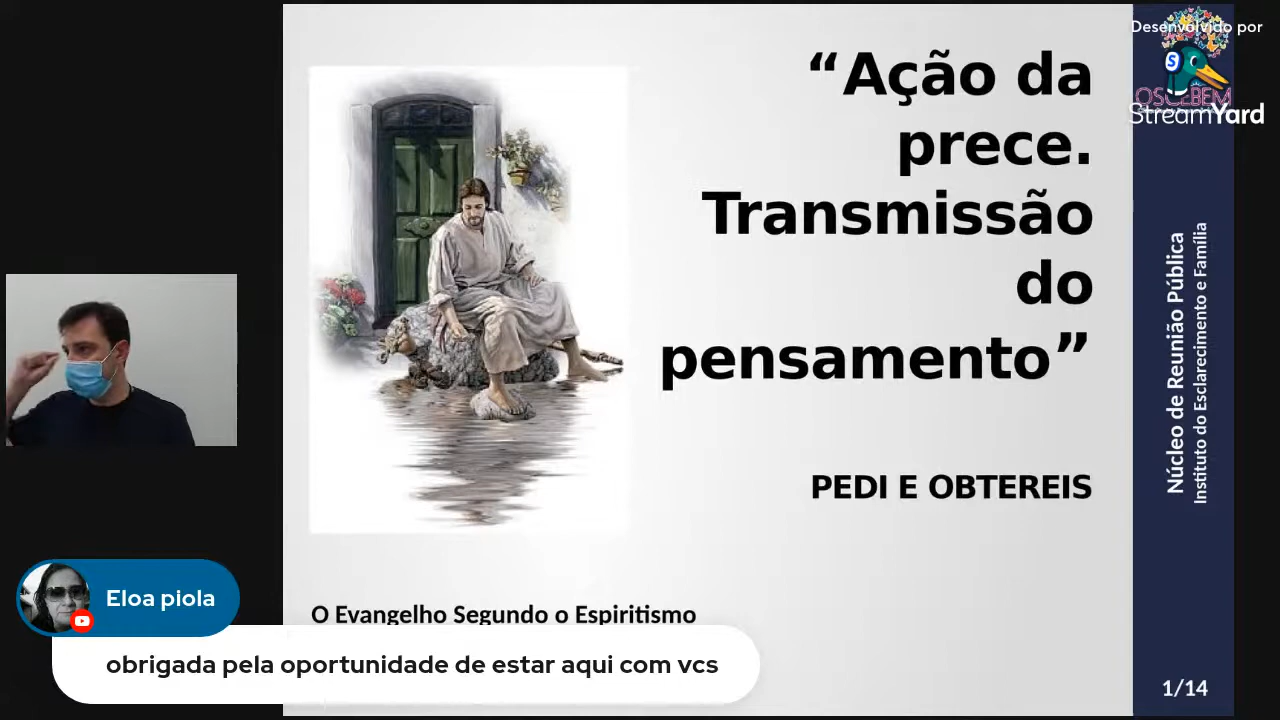 “Ação da
prece.
Transmissão
do
pensamento”
PEDI E OBTEREIS
O Evangelho Segundo o Espiritismo
Eloa piola
obrigada pela oportunidade de estar aqui com vcs
Desenvolvido por
OSCEBEM
StreamYard
Núcleo de Reunião Pública
Instituto do Esclarecimento e Família
1/14